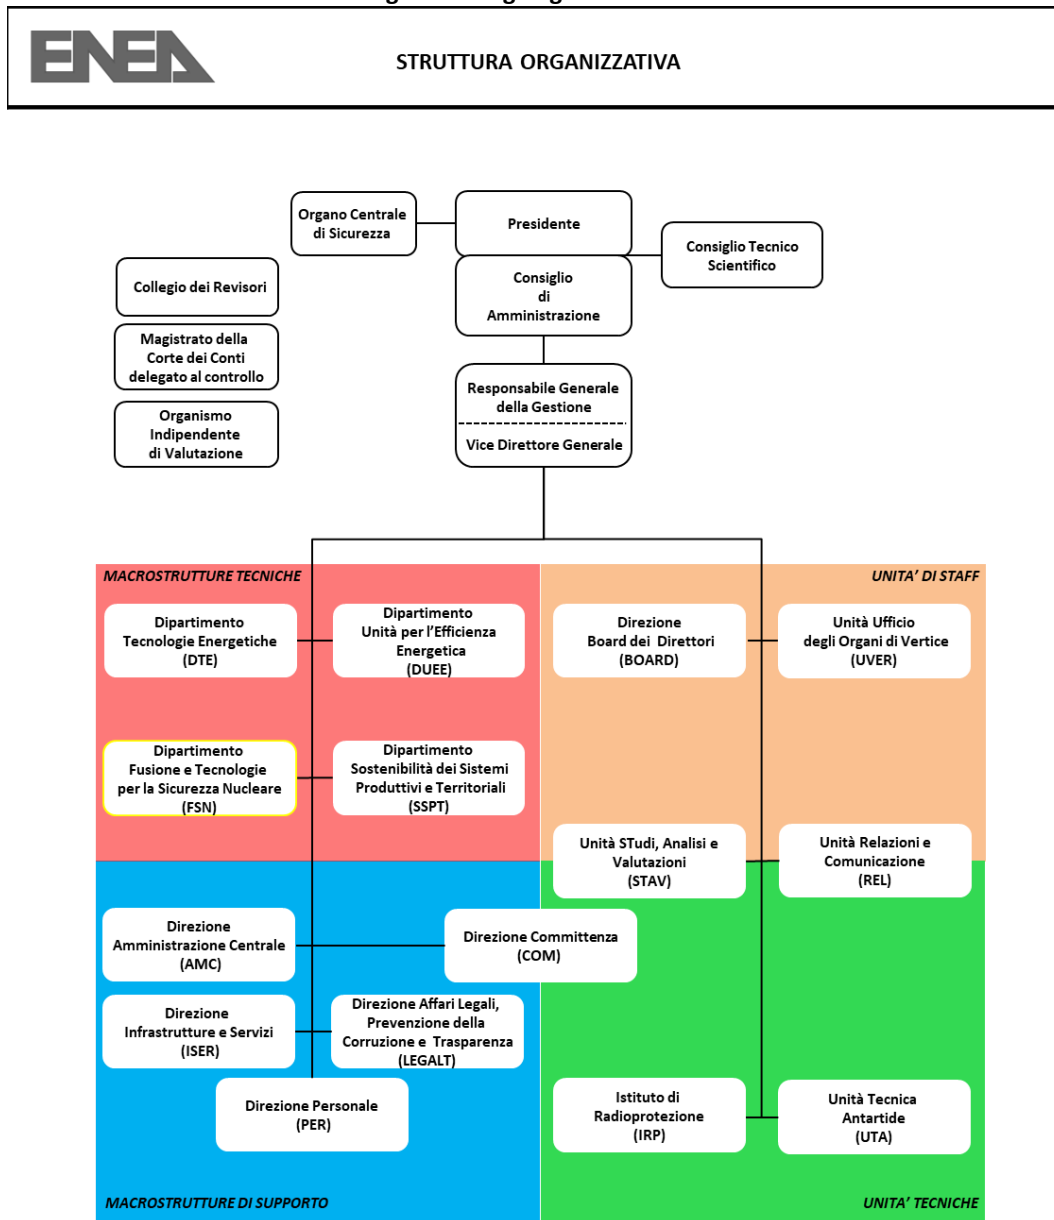 ENEA
STRUTTURA ORGANIZZATIVA
Organo Centrale
di Sicurezza
Presidente
Consiglio Tecnico
Scientifico
Consiglio
di
Amministrazione
Collegio dei Revisori
Magistrato della
Corte dei Conti
delegato al controllo
Organismo
Indipendente
di Valutazione
Responsabile Generale
della Gestione
Vice Direttore Generale
MACROSTRUTTURE TECNICHE
UNITA' DI STAFF
Dipartimento
Tecnologie Energetiche
(DTE)
Dipartimento
Unità per l'Efficienza
Energetica
(DUEE)
Direzione
Board dei Direttori
(BOARD)
Unità Ufficio
degli Organi di Vertice
(UVER)
Dipartimento
Fusione e Tecnologie
per la Sicurezza Nucleare
(FSN)
Dipartimento
Sostenibilità dei Sistemi
Produttivi e Territoriali
(SSPT)
Unità STudi, Analisi e
Valutazioni
(STAV)
Unità Relazioni e
Comunicazione
(REL)
Direzione
Amministrazione Centrale
(AMC)
Direzione Committenza
(COM)
Direzione
Infrastrutture e Servizi
(ISER)
Direzione Affari Legali,
Prevenzione della
Corruzione e Trasparenza
(LEGALT)
Direzione Personale
(PER)
Istituto di
Radioprotezione
(IRP)
Unità Tecnica
Antartide
(UTA)
MACROSTRUTTURE DI SUPPORTO
UNITA' TECNICHE